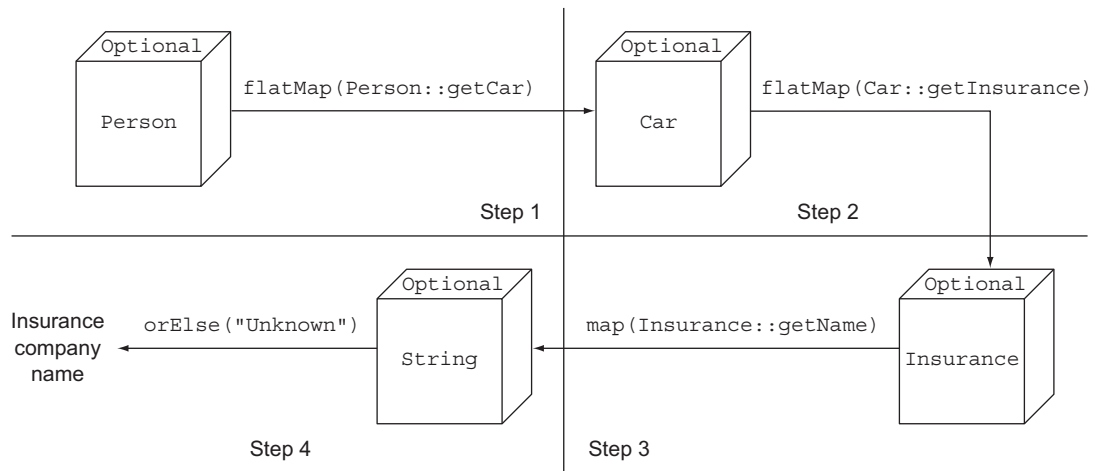 Optional
Person
flatMap(Person::getCar)
Step 1
Optional
Car
flatMap(Car::getInsurance)
Step 2
Optional
Insurance
map(Insurance::getName)
Step 3
Optional
String
orElse("Unknown")
Insurance
company
name
Step 4